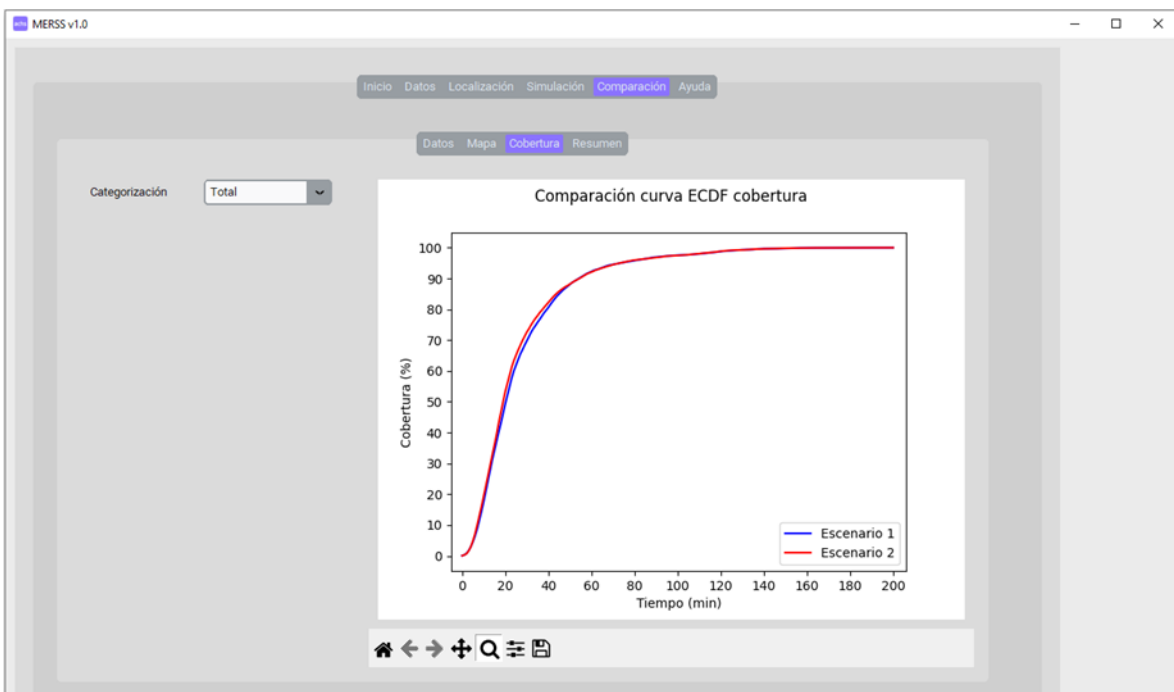 MERSS v1.0
Inicio Datos Localización Simulación Comparación Ayuda
Datos Mapa Cobertura Resumen
Categorización Total
Comparación curva ECDF cobertura
100
90
80
70
60
50
40
30
20
10
0
Cobertura (%)
Escenario 1
Escenario 2
0 20 40 60 80 100 120 140 160 180 200
Tiempo (min)